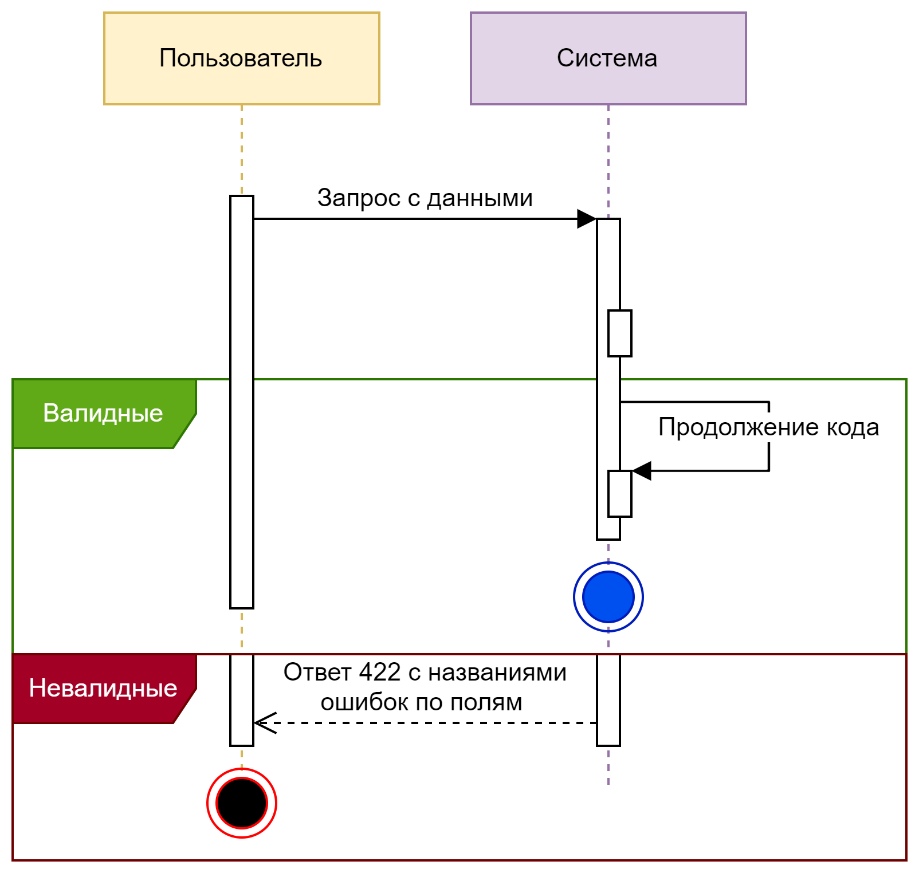 Пользователь
Система
Запрос с данными
Валидные
Продолжение кода
Невалидные
Ответ 422 с названиями
ошибок по полям